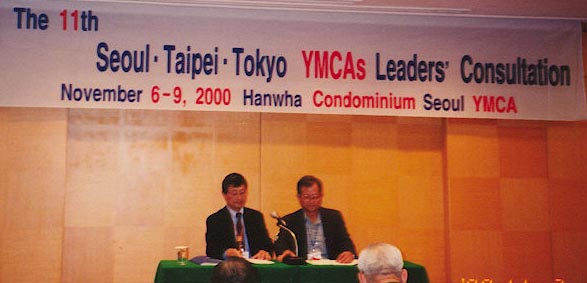 The 11th
Seoul · Taipei · Tokyo YMCAs Leaders' Consultation
November 6-9, 2000 Hanwha Condominium Seoul YMCA